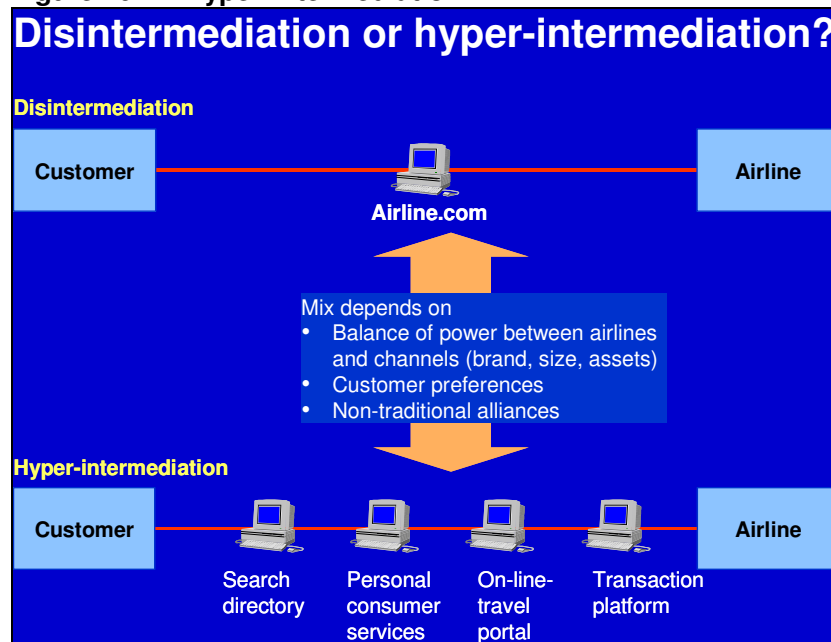 Disintermediation or hyper-intermediation?
Disintermediation
Customer
Airline
Airline.com
Mix depends on
• Balance of power between airlines
and channels (brand, size, assets)
• Customer preferences
• Non-traditional alliances
Hyper-intermediation
Customer
Airline
Search
directory
Personal
consumer
services
On-line-
travel
portal
Transaction
platform